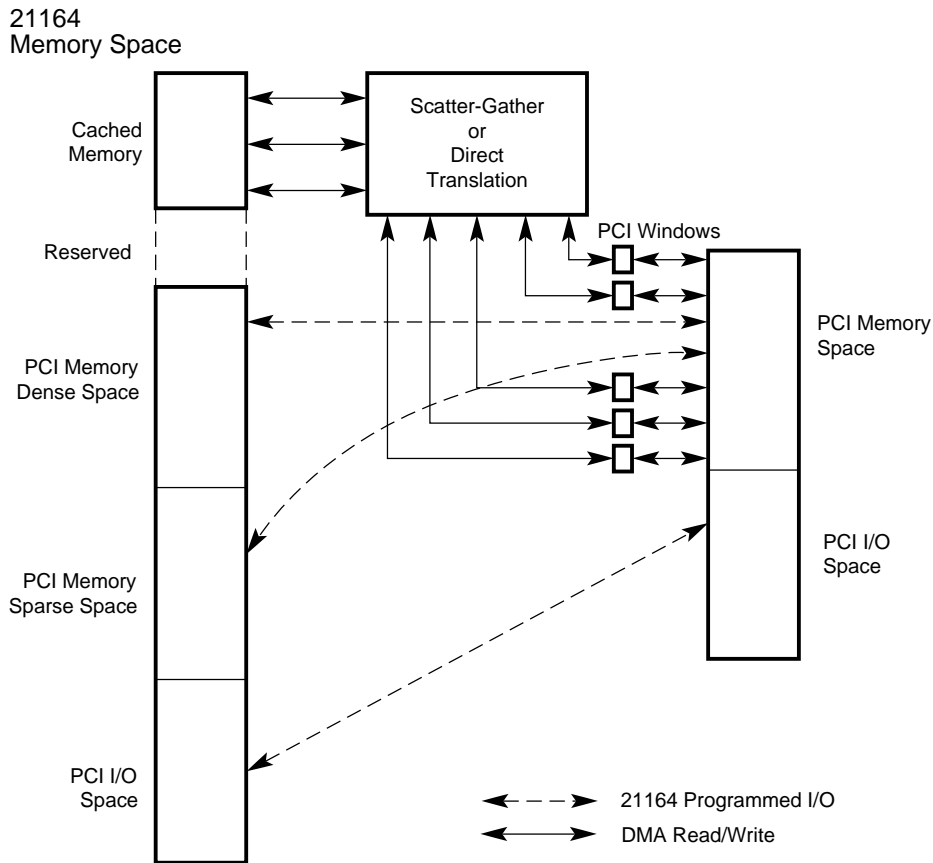 21164
Memory Space
Cached
Memory
Scatter-Gather
or
Direct
Translation
Reserved
PCI Windows
PCI Memory
Dense Space
PCI Memory
Space
PCI Memory
Sparse Space
PCI I/O
Space
PCI I/O
Space
21164 Programmed I/O
DMA Read/Write